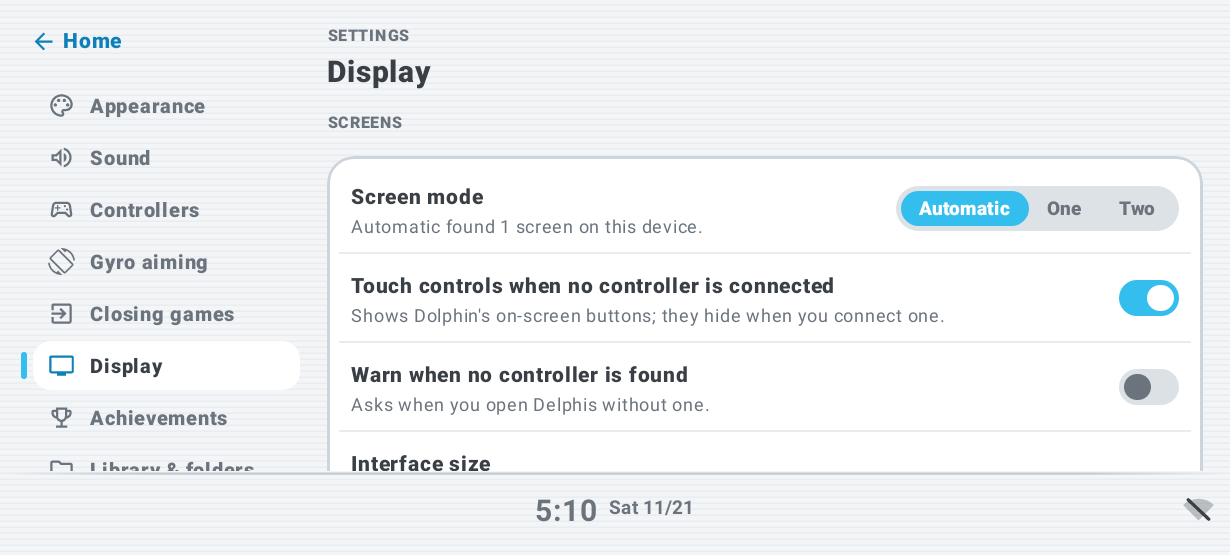 Home
Appearance
Sound
Controllers
Gyro aiming
Closing games
Display
Achievements
Library & folders
SETTINGS
Display
SCREENS
Screen mode
Automatic found 1 screen on this device.
Automatic One Two
Touch controls when no controller is connected
Shows Dolphin's on-screen buttons; they hide when you connect one.
Warn when no controller is found
Asks when you open Delphis without one.
Interface size
5:10 Sat 11/21